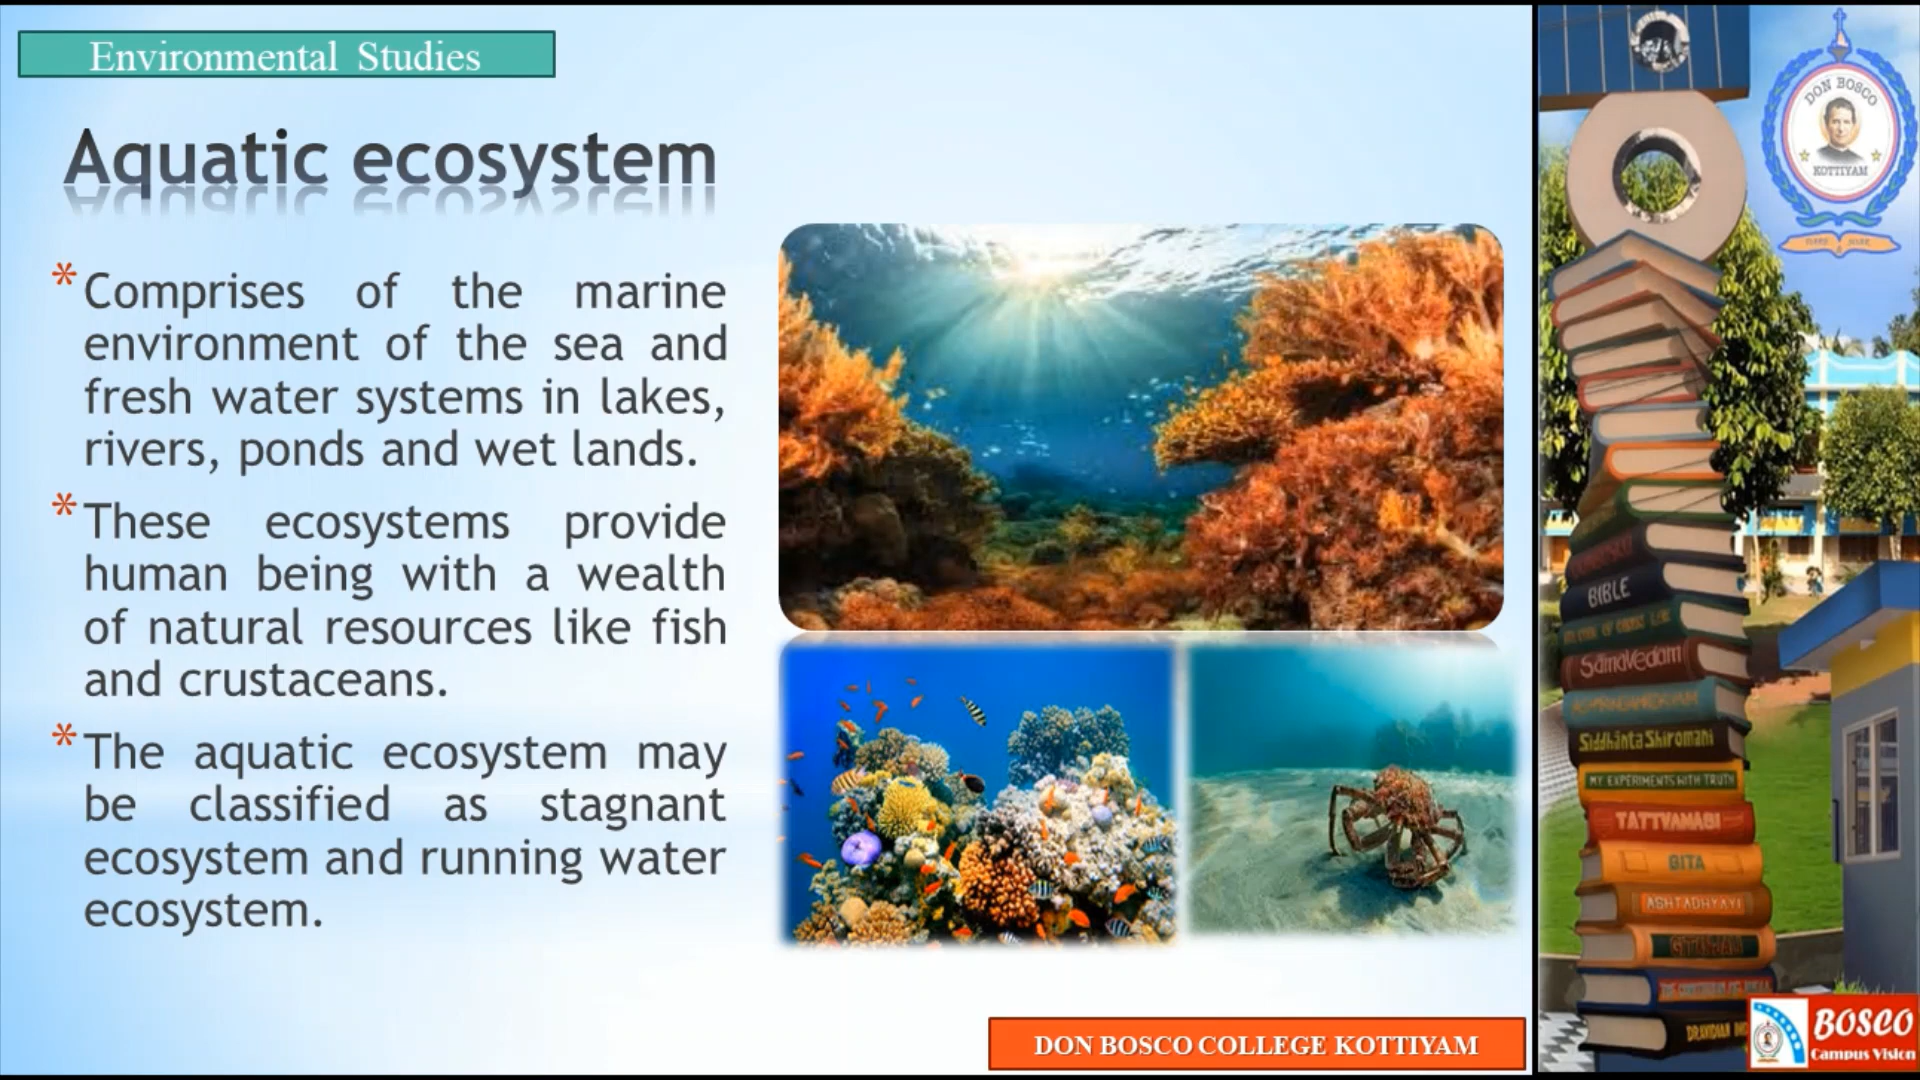 Environmental Studies
Aquatic ecosystem
* Comprises of the marine
environment of the sea and
fresh water systems in lakes,
rivers, ponds and wet lands.
* These ecosystems provide
human being with a wealth
of natural resources like fish
and crustaceans.
* The aquatic ecosystem may
be classified as stagnant
ecosystem and running water
ecosystem.
DON BOSCO COLLEGE KOTTIYAM
DON BOSCO
KOTTIYAM
BIBLE
SamaVedam
Siddhanta Shiromani
MY EXPERIMENTS WITH TRUTH
GITA
ASHTADHYAYI
BOSCO
Campus Vision